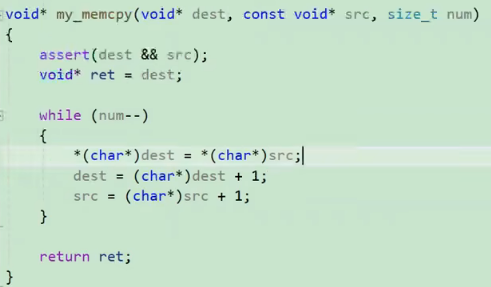 void* my_memcpy(void* dest, const void* src, size_t num)
{
    assert(dest && src);
    void* ret = dest;

    while (num--)
    {
        *(char*)dest = *(char*)src;
        dest = (char*)dest + 1;
        src = (char*)src + 1;
    }

    return ret;
}